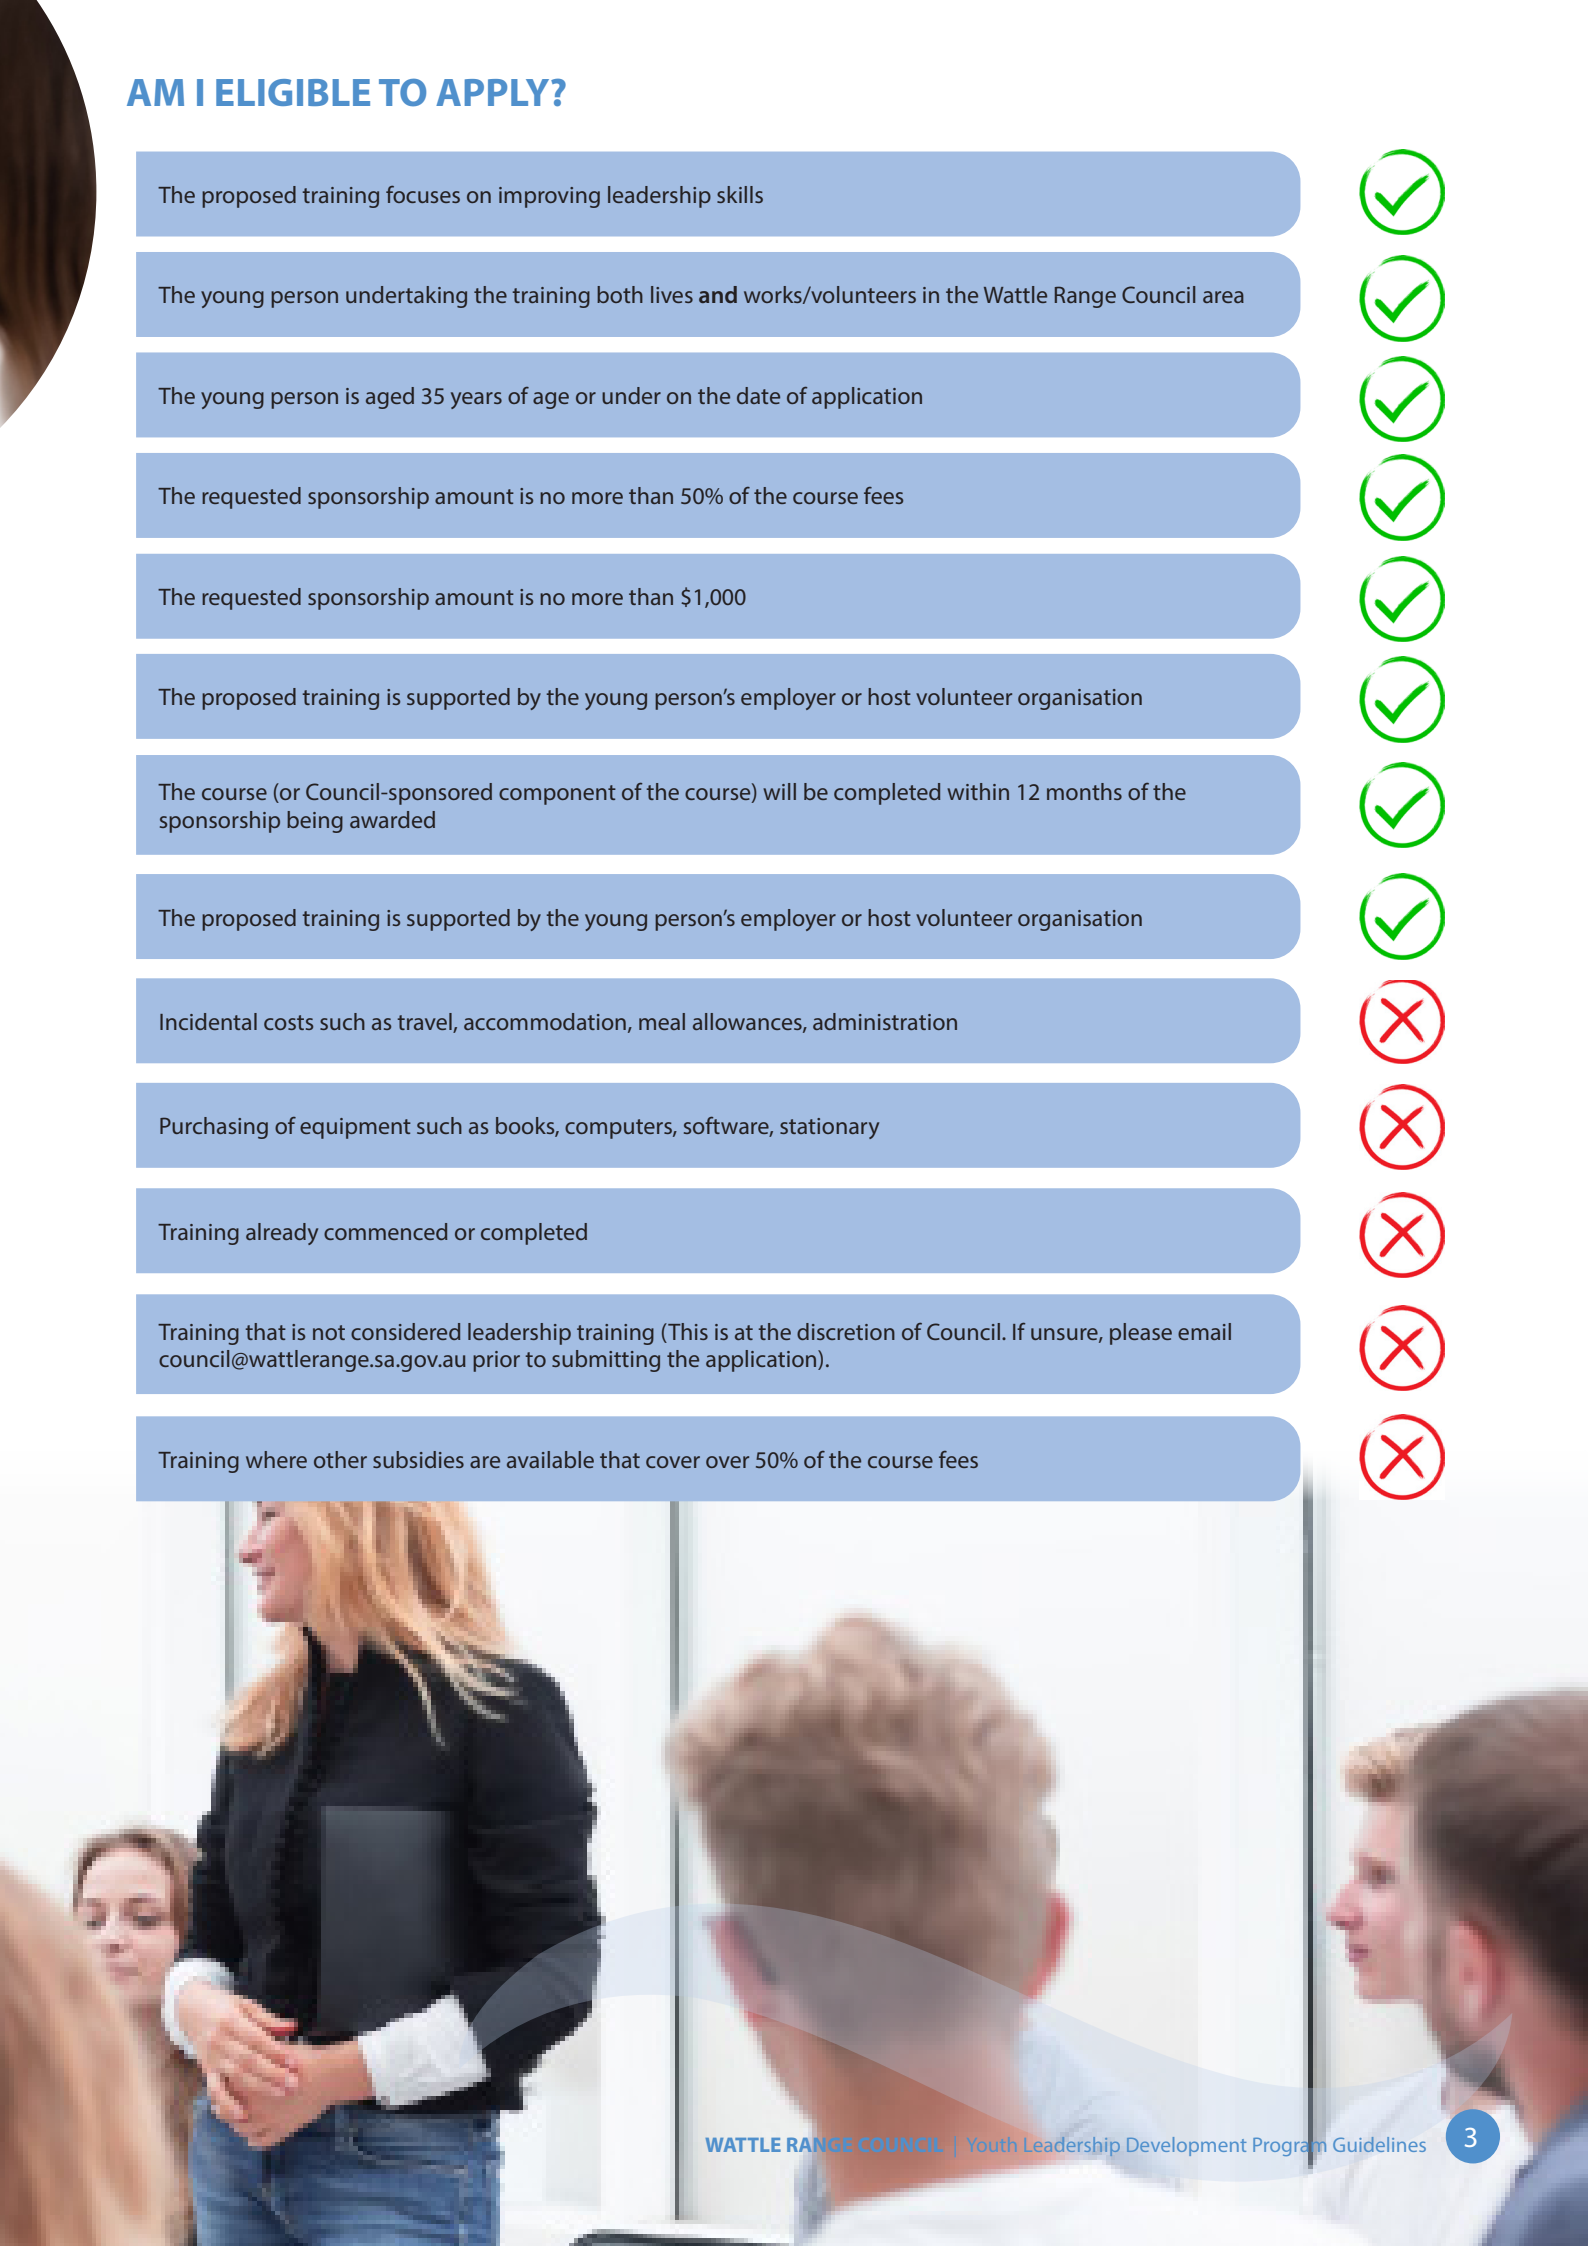 AM I ELIGIBLE TO APPLY?
The proposed training focuses on improving leadership skills
The young person undertaking the training both lives and works/volunteers in the Wattle Range Council area
The young person is aged 35 years of age or under on the date of application
The requested sponsorship amount is no more than 50% of the course fees
The requested sponsorship amount is no more than $1,000
The proposed training is supported by the young person’s employer or host volunteer organisation
The course (or Council-sponsored component of the course) will be completed within 12 months of the
sponsorship being awarded
The proposed training is supported by the young person’s employer or host volunteer organisation
Incidental costs such as travel, accommodation, meal allowances, administration
Purchasing of equipment such as books, computers, software, stationary
Training already commenced or completed
Training that is not considered leadership training (This is at the discretion of Council. If unsure, please email
council@wattlerange.sa.gov.au prior to submitting the application).
Training where other subsidies are available that cover over 50% of the course fees
WATTLE RANGE COUNCIL | Youth Leadership Development Program Guidelines 3